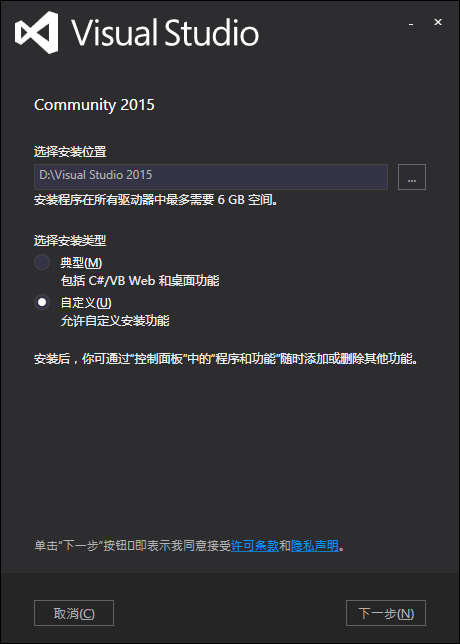 Visual Studio
Community 2015
选择安装位置
D:\Visual Studio 2015
...
安装程序在所有驱动器中最多需要 6 GB 空间。
选择安装类型
典型(M)
包括 C#/VB Web 和桌面功能
自定义(U)
允许自定义安装功能
安装后，你可通过“控制面板”中的“程序和功能”随时添加或删除其他功能。
单击“下一步”按钮▯即表示我同意接受许可条款和隐私声明。
取消(C)
下一步(N)